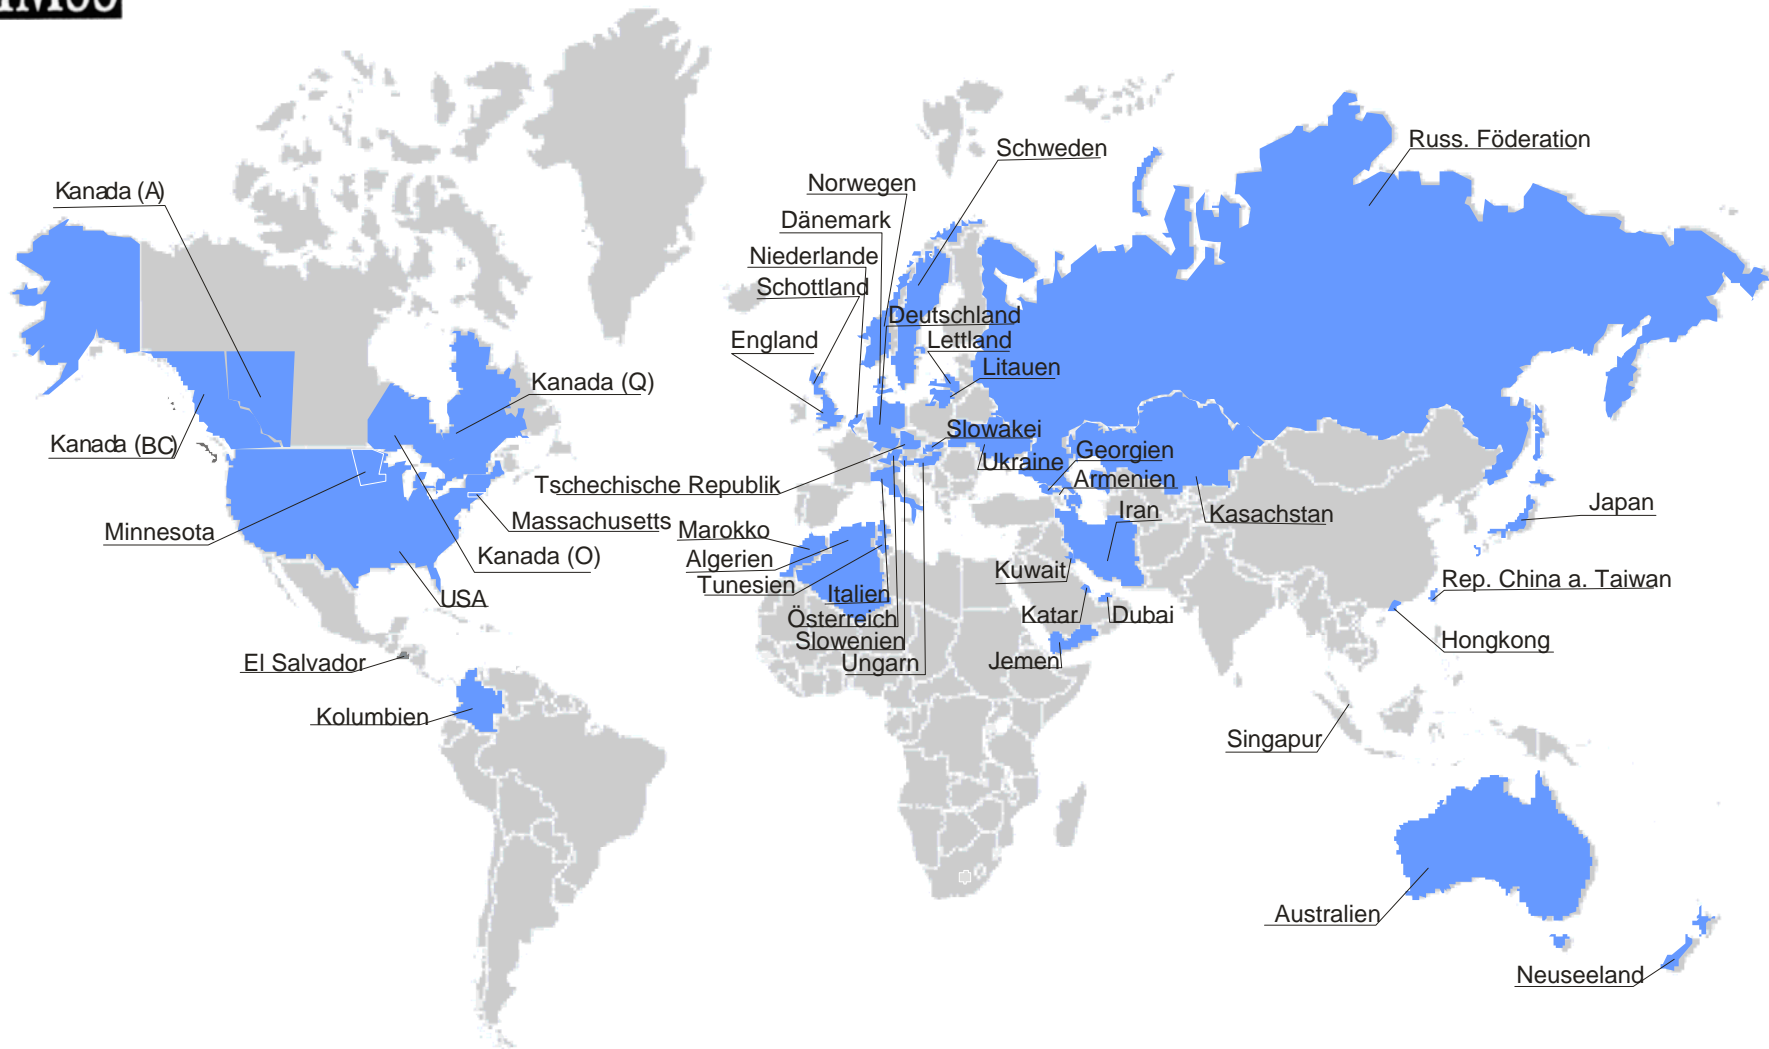 Schweden
Russ. Föderation
Norwegen
Kanada (A)
Dänemark
Niederlande
Schottland
Deutschland
England
Lettland
Litauen
Kanada (Q)
Kanada (BC)
Slowakei
Georgien
Ukraine
Armenien
Tschechische Republik
Iran
Kasachstan
Japan
Massachusetts
Minnesota
Marokko
Kanada (O)
Algerien
Kuwait
Tunesien
Rep. China a. Taiwan
USA
Italien
Katar
Dubai
Österreich
Slowenien
Hongkong
El Salvador
Ungarn
Jemen
Kolumbien
Singapur
Australien
Neuseeland